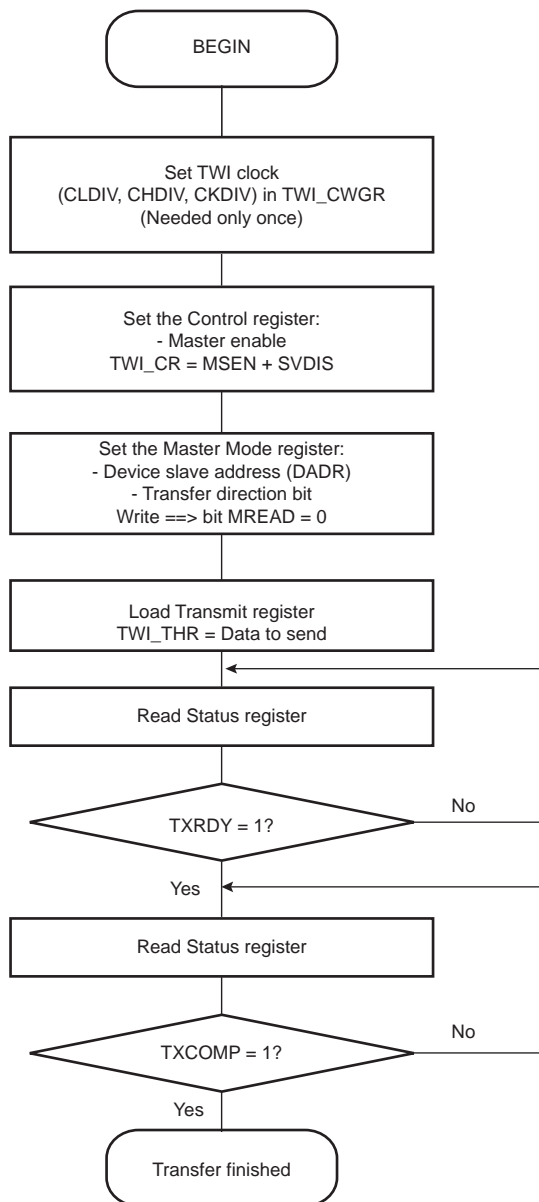 BEGIN
Set TWI clock
(CLDIV, CHDIV, CKDIV) in TWI_CWGR
(Needed only once)
Set the Control register:
- Master enable
TWI_CR = MSEN + SVDIS
Set the Master Mode register:
- Device slave address (DADR)
- Transfer direction bit
Write ==> bit MREAD = 0
Load Transmit register
TWI_THR = Data to send
Read Status register
TXRDY = 1?
No
Yes
Read Status register
TXCOMP = 1?
No
Yes
Transfer finished